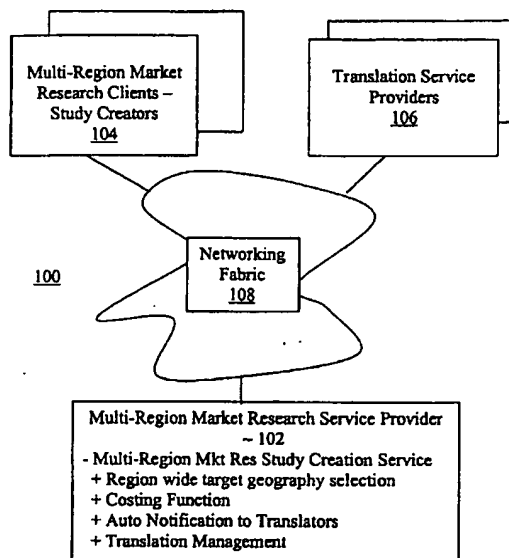 Multi-Region Market
Research Clients –
Study Creators
104
Translation Service
Providers
106
Networking
Fabric
108
100
Multi-Region Market Research Service Provider
~ 102
- Multi-Region Mkt Res Study Creation Service
+ Region wide target geography selection
+ Costing Function
+ Auto Notification to Translators
+ Translation Management